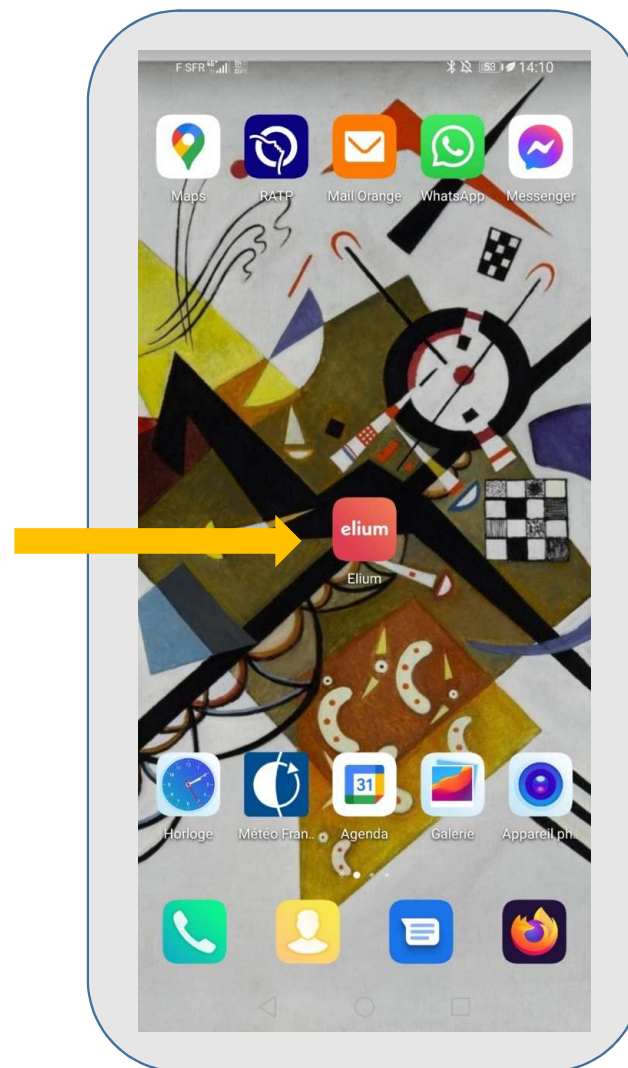 F SFR 53 14:10
Maps RATP Mail Orange WhatsApp Messenger
elium
Elium
31
Horloge Météo Fran.. Agenda Galerie Appareil ph..